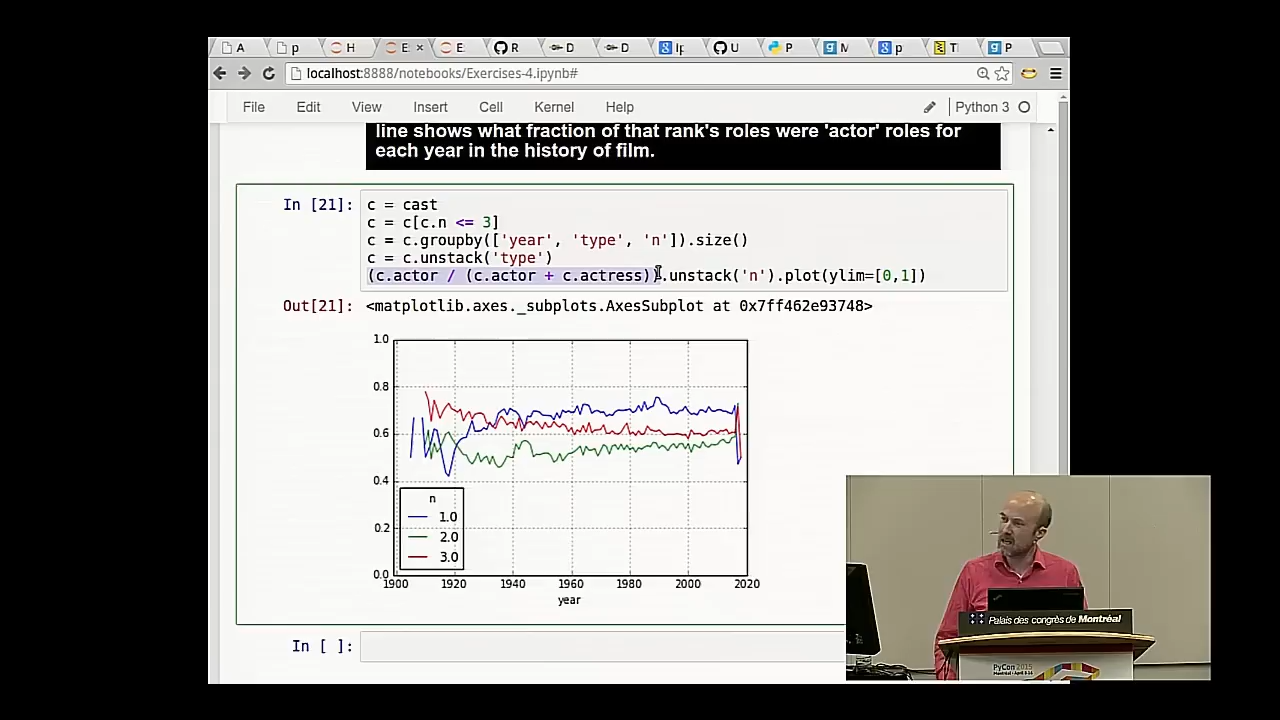 A p H E E R D D Ip U P M p T P
localhost:8888/notebooks/Exercises-4.ipynb#
File Edit View Insert Cell Kernel Help Python 3
line shows what fraction of that rank's roles were 'actor' roles for
each year in the history of film.
In [21]: c = cast
c = c[c.n <= 3]
c = c.groupby(['year', 'type', 'n']).size()
c = c.unstack('type')
(c.actor / (c.actor + c.actress)).unstack('n').plot(ylim=[0,1])
Out[21]: <matplotlib.axes._subplots.AxesSubplot at 0x7ff462e93748>
1.0
0.8
0.6
0.4
0.2
0.0
n
1.0
2.0
3.0
1900 1920 1940 1960 1980 2000 2020
year
In [ ]:
Palais des congrès de Montréal
PyCon 2015